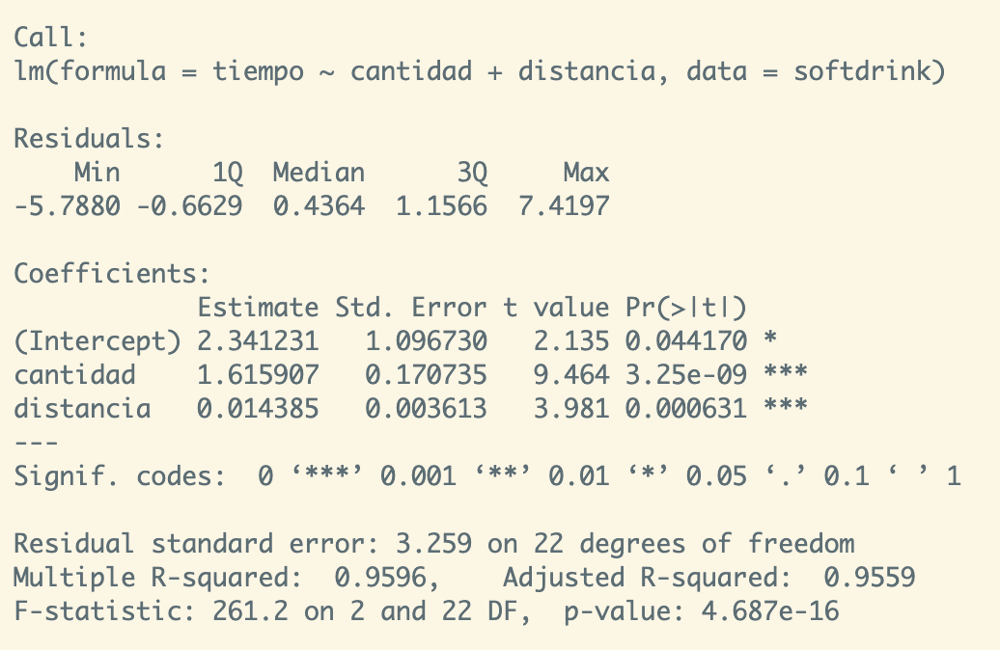 Call:
lm(formula = tiempo ~ cantidad + distancia, data = softdrink)
Residuals:
    Min      1Q  Median      3Q     Max
-5.7880 -0.6629  0.4364  1.1566  7.4197
Coefficients:
            Estimate Std. Error t value Pr(>|t|)
(Intercept) 2.341231   1.096730   2.135 0.044170 *
cantidad    1.615907   0.170735   9.464 3.25e-09 ***
distancia   0.014385   0.003613   3.981 0.000631 ***
---
Signif. codes:  0 ‘***’ 0.001 ‘**’ 0.01 ‘*’ 0.05 ‘.’ 0.1 ‘ ’ 1
Residual standard error: 3.259 on 22 degrees of freedom
Multiple R-squared:  0.9596,    Adjusted R-squared:  0.9559
F-statistic: 261.2 on 2 and 22 DF,  p-value: 4.687e-16